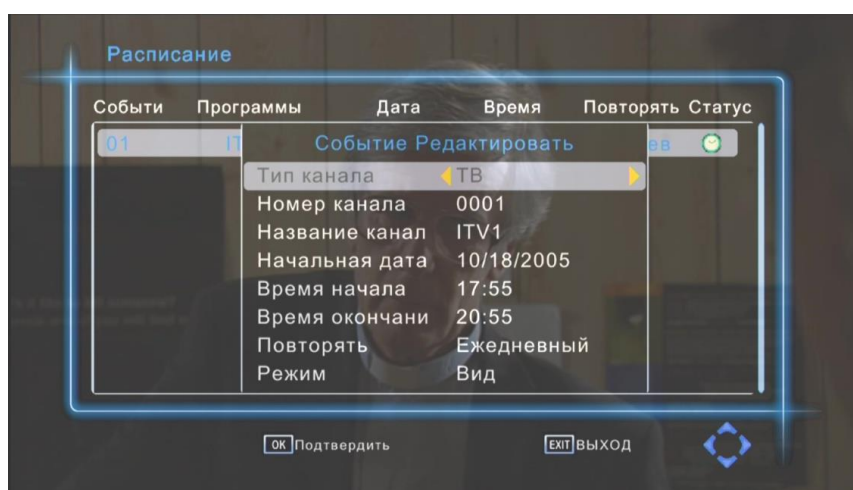 Расписание
Событи Программы Дата Время Повторять Статус
01
Событие Редактировать
Тип канала ТВ
Номер канала 0001
Название канал ITV1
Начальная дата 10/18/2005
Время начала 17:55
Время окончани 20:55
Повторять Ежедневный
Режим Вид
OK Подтвердить EXIT ВЫХОД